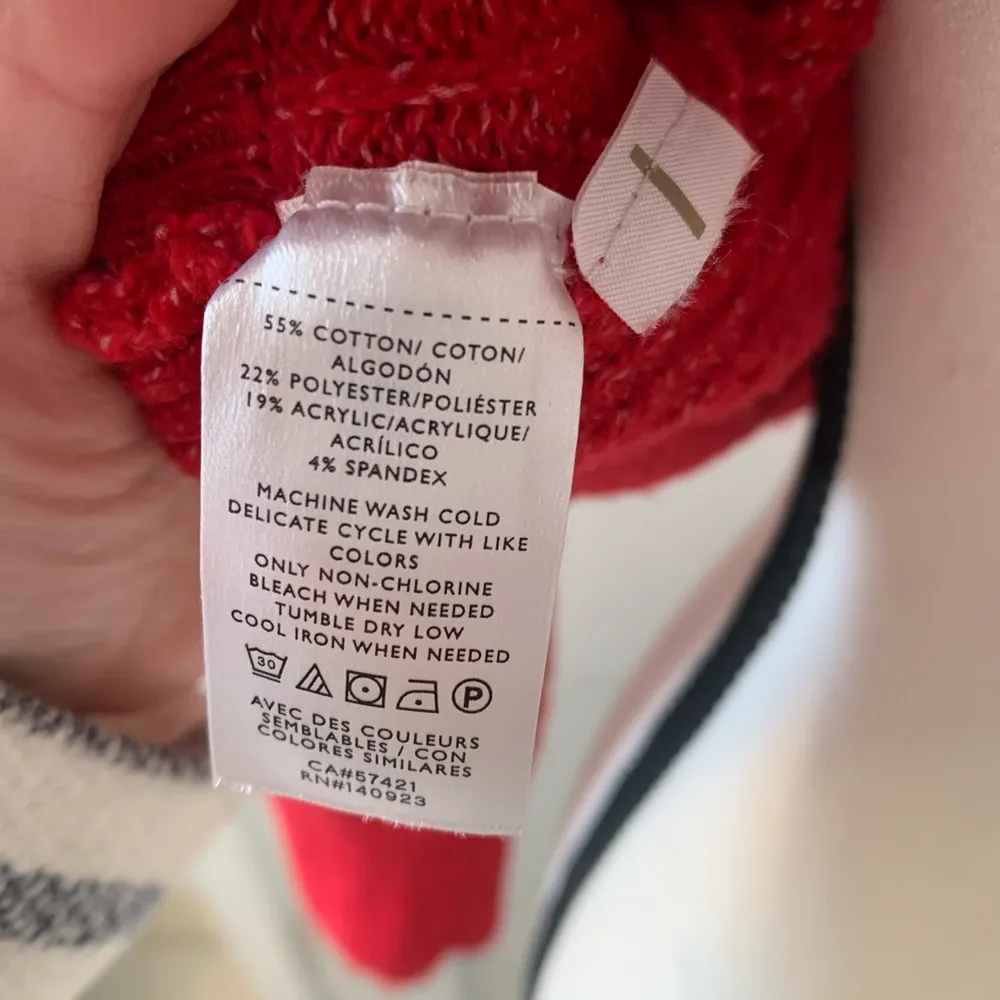 55% COTTON/ COTON/
ALGODÓN
22% POLYESTER/POLIÉSTER
19% ACRYLIC/ACRYLIQUE/
ACRÍLICO
4% SPANDEX
MACHINE WASH COLD
DELICATE CYCLE WITH LIKE
COLORS
ONLY NON-CHLORINE
BLEACH WHEN NEEDED
TUMBLE DRY LOW
COOL IRON WHEN NEEDED
30 P
AVEC DES COULEURS
SEMBLABLES / CON
COLORES SIMILARES
CA#57421
RN#140923